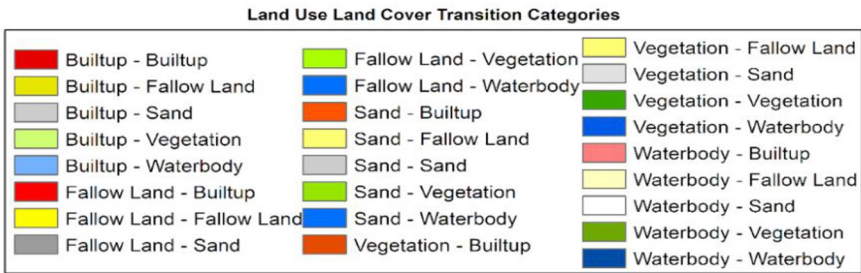 Land Use Land Cover Transition Categories
Builtup - Builtup
Builtup - Fallow Land
Builtup - Sand
Builtup - Vegetation
Builtup - Waterbody
Fallow Land - Builtup
Fallow Land - Fallow Land
Fallow Land - Sand
Fallow Land - Vegetation
Fallow Land - Waterbody
Sand - Builtup
Sand - Fallow Land
Sand - Sand
Sand - Vegetation
Sand - Waterbody
Vegetation - Builtup
Vegetation - Fallow Land
Vegetation - Sand
Vegetation - Vegetation
Vegetation - Waterbody
Waterbody - Builtup
Waterbody - Fallow Land
Waterbody - Sand
Waterbody - Vegetation
Waterbody - Waterbody